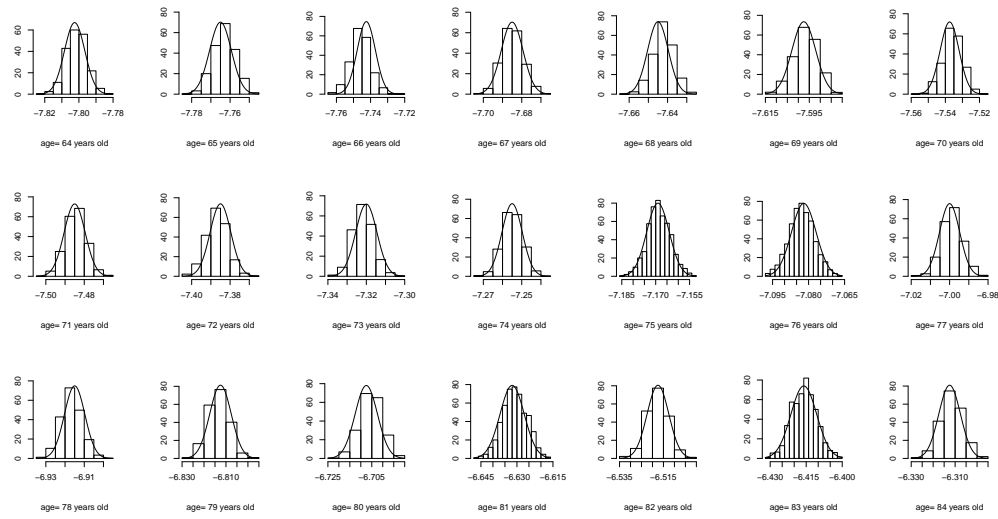 0 20 40 60 80 0 20 40 60 80 0 20 40 60 80 0 20 40 60 80 0 20 40 60 80 0 20 40 60 80 0 20 40 60 80
−7.82 −7.80 −7.78 −7.78 −7.76 −7.76 −7.74 −7.72 −7.70 −7.68 −7.66 −7.64 −7.615 −7.595 −7.56 −7.54 −7.52
age= 64 years old age= 65 years old age= 66 years old age= 67 years old age= 68 years old age= 69 years old age= 70 years old
0 20 40 60 80 0 20 40 60 80 0 20 40 60 80 0 20 40 60 80 0 20 40 60 80 0 20 40 60 80 0 20 40 60 80
−7.50 −7.48 −7.40 −7.38 −7.34 −7.32 −7.30 −7.27 −7.25 −7.185 −7.170 −7.155 −7.095 −7.080 −7.065 −7.02 −7.00 −6.98
age= 71 years old age= 72 years old age= 73 years old age= 74 years old age= 75 years old age= 76 years old age= 77 years old
0 20 40 60 80 0 20 40 60 80 0 20 40 60 80 0 20 40 60 80 0 20 40 60 80 0 20 40 60 80 0 20 40 60 80
−6.93 −6.91 −6.830 −6.810 −6.725 −6.705 −6.645 −6.630 −6.615 −6.535 −6.515 −6.430 −6.415 −6.400 −6.330 −6.310
age= 78 years old age= 79 years old age= 80 years old age= 81 years old age= 82 years old age= 83 years old age= 84 years old